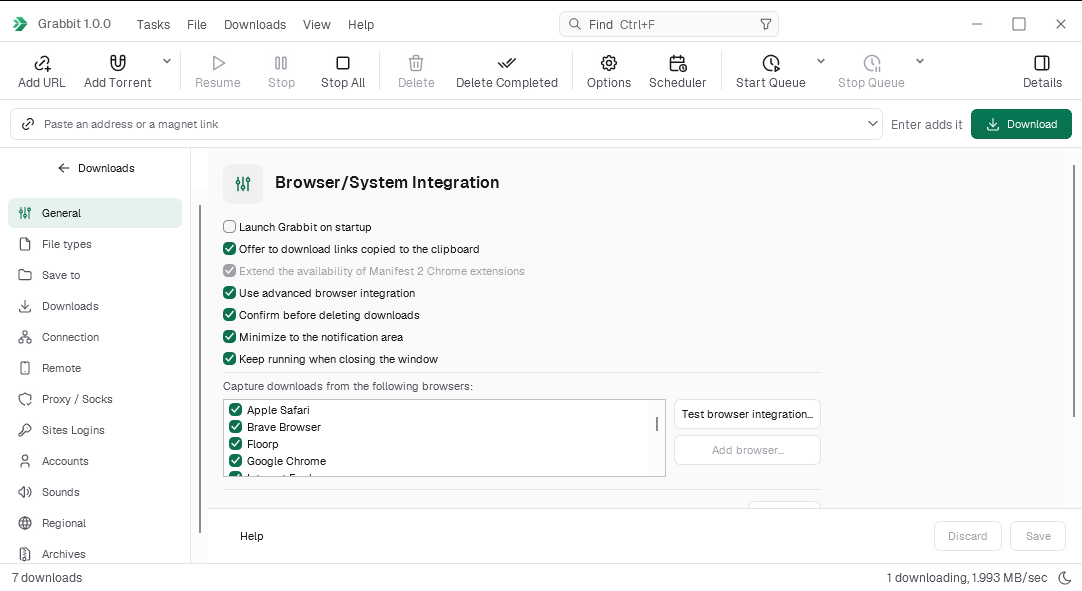 Grabbit 1.0.0 Tasks File Downloads View Help Find Ctrl+F
Add URL Add Torrent Resume Stop Stop All Delete Delete Completed Options Scheduler Start Queue Stop Queue Details
Paste an address or a magnet link Enter adds it Download
Downloads
General
File types
Save to
Downloads
Connection
Remote
Proxy / Socks
Sites Logins
Accounts
Sounds
Regional
Archives
Browser/System Integration
Launch Grabbit on startup
Offer to download links copied to the clipboard
Extend the availability of Manifest 2 Chrome extensions
Use advanced browser integration
Confirm before deleting downloads
Minimize to the notification area
Keep running when closing the window
Capture downloads from the following browsers:
Apple Safari
Brave Browser
Floorp
Google Chrome
Test browser integration...
Add browser...
Help Discard Save
7 downloads 1 downloading, 1.993 MB/sec